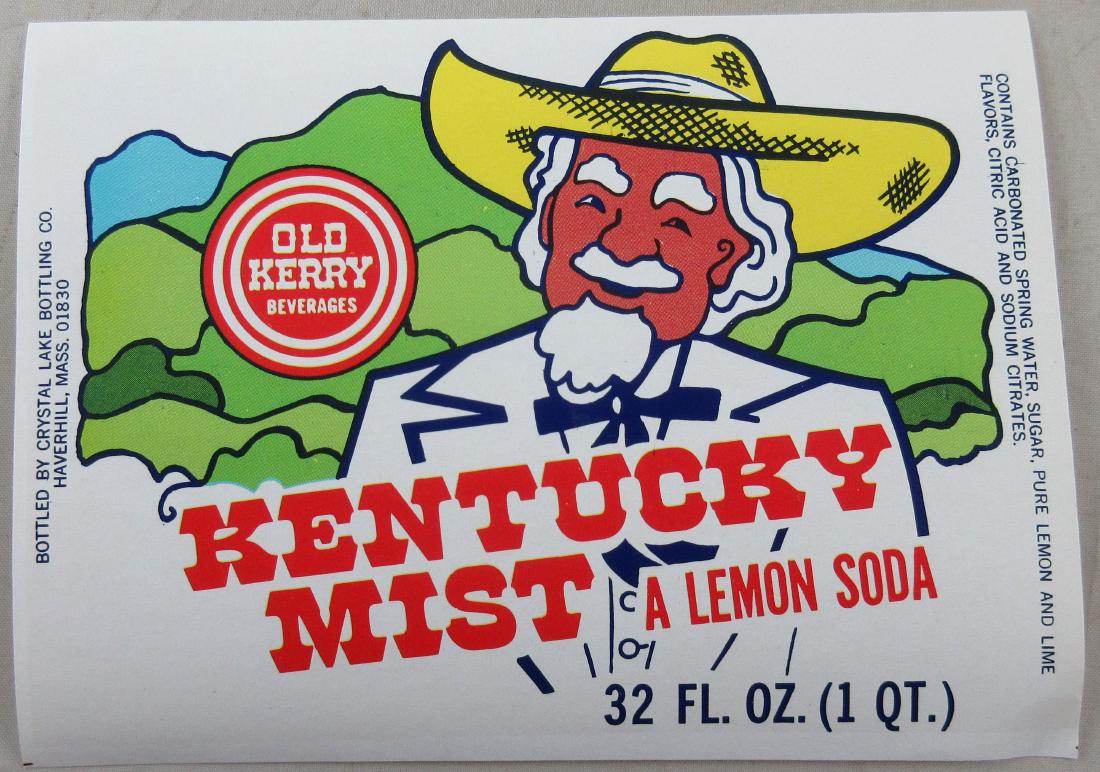 BOTTLED BY CRYSTAL LAKE BOTTLING CO.
HAVERHILL, MASS. 01830
OLD
KERRY
BEVERAGES
KENTUCKY
MIST
A LEMON SODA
32 FL. OZ. (1 QT.)
CONTAINS CARBONATED SPRING WATER, SUGAR, PURE LEMON AND LIME
FLAVORS, CITRIC ACID AND SODIUM CITRATES.